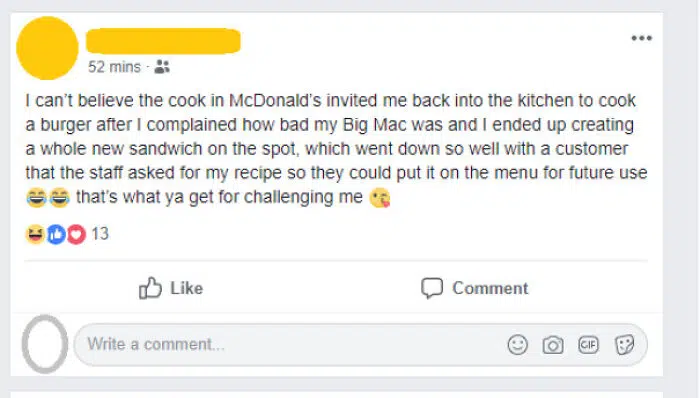 52 mins ·
I can't believe the cook in McDonald's invited me back into the kitchen to cook
a burger after I complained how bad my Big Mac was and I ended up creating
a whole new sandwich on the spot, which went down so well with a customer
that the staff asked for my recipe so they could put it on the menu for future use
😂😂 that's what ya get for challenging me 😘
13
Like Comment
Write a comment... GIF